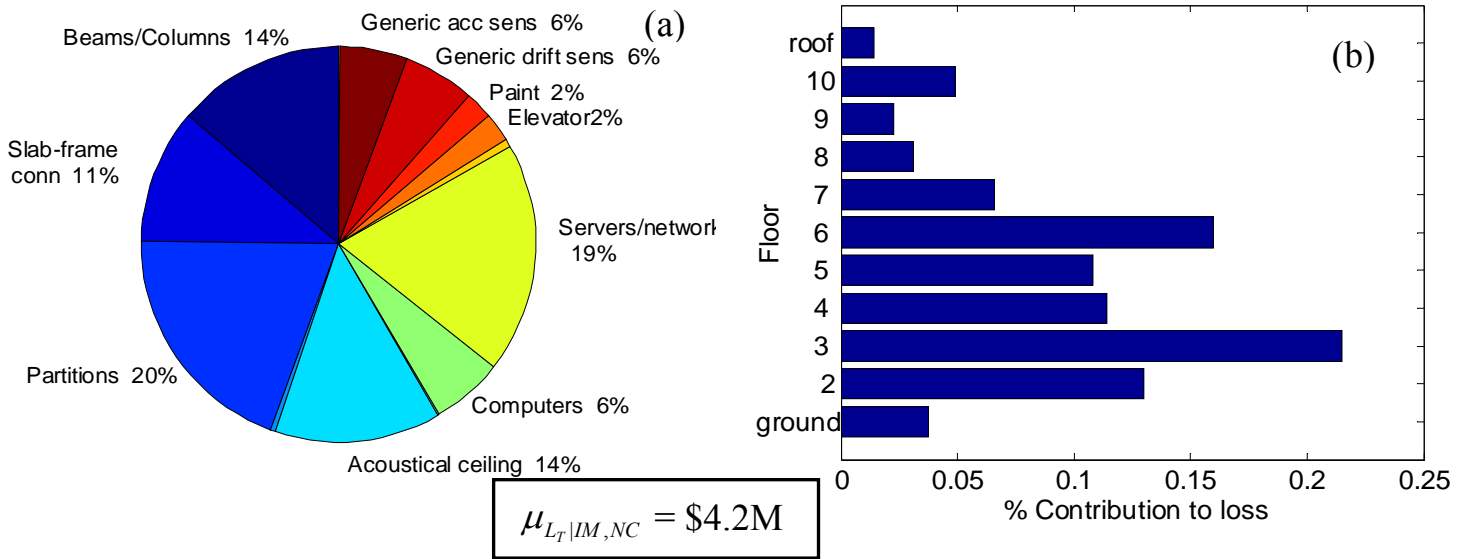 Generic acc sens 6%
(a)
Beams/Columns 14%
Generic drift sens 6%
Paint 2%
Elevator2%
Slab-frame
conn 11%
Servers/network
19%
Partitions 20%
Computers 6%
Acoustical ceiling 14%
μ_{L_T|IM,NC} = $4.2M
(b)
roof
10
9
8
7
6
5
4
3
2
ground
Floor
0 0.05 0.1 0.15 0.2 0.25
% Contribution to loss